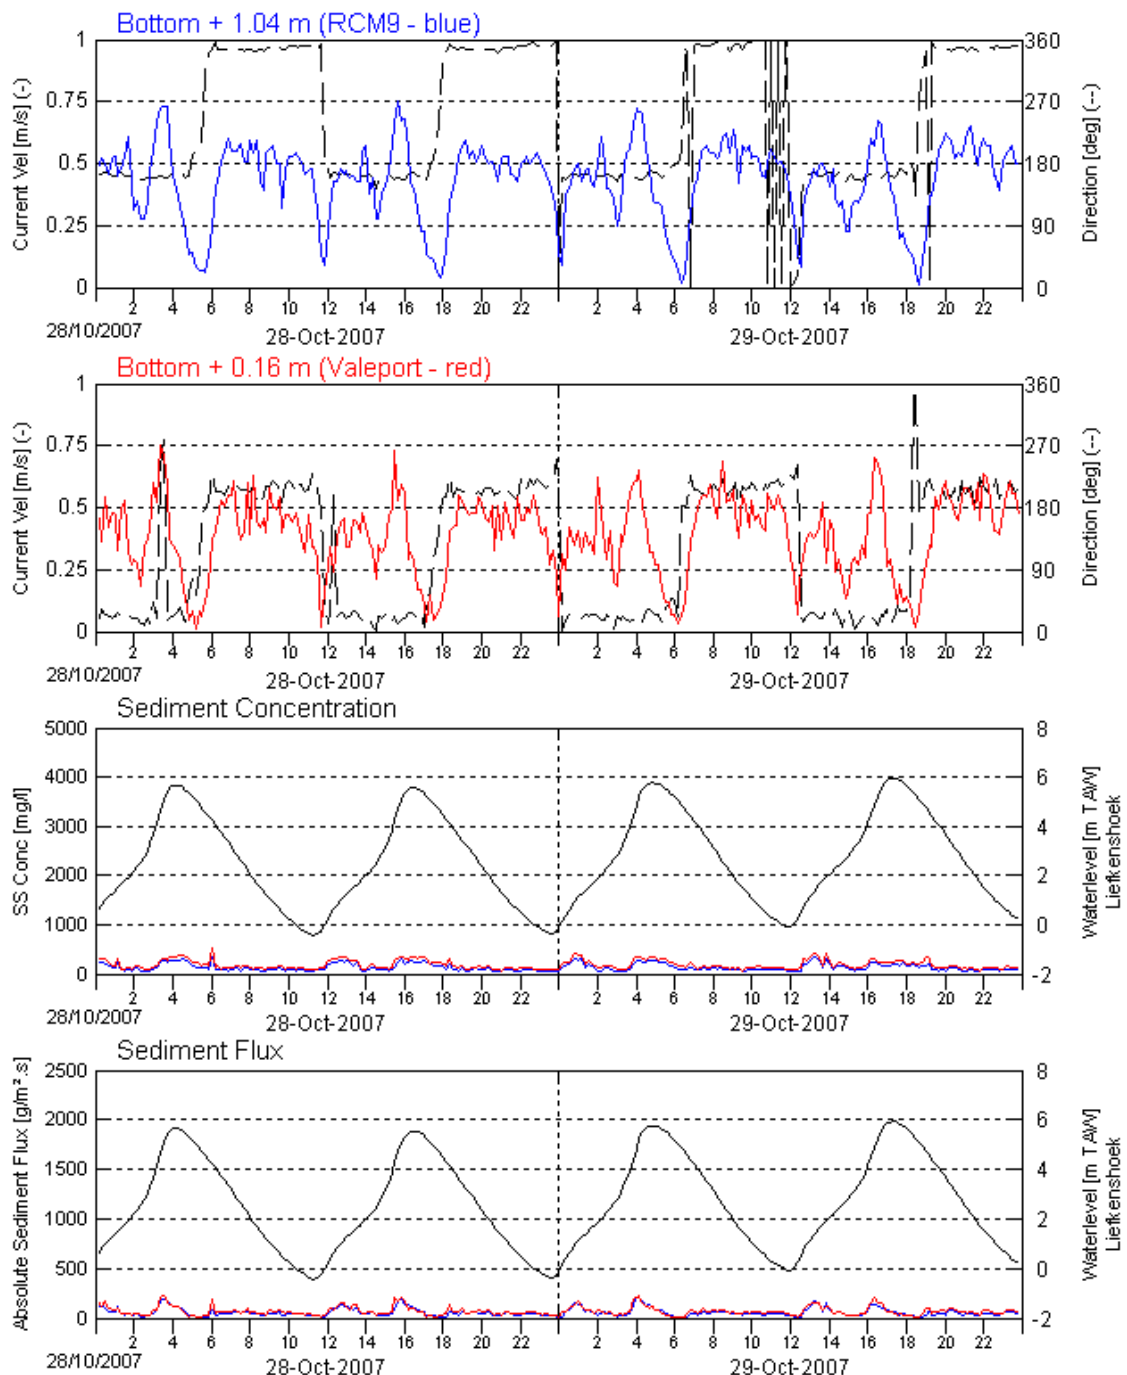 Bottom + 1.04 m (RCM9 - blue)
Current Vel [m/s] (-)
1
0.75
0.5
0.25
0
360
270
180
90
0
Direction [deg] (--)
2 4 6 8 10 12 14 16 18 20 22 2 4 6 8 10 12 14 16 18 20 22
28/10/2007
28-Oct-2007 29-Oct-2007
Bottom + 0.16 m (Valeport - red)
Current Vel [m/s] (-)
1
0.75
0.5
0.25
0
360
270
180
90
0
Direction [deg] (--)
2 4 6 8 10 12 14 16 18 20 22 2 4 6 8 10 12 14 16 18 20 22
28/10/2007
28-Oct-2007 29-Oct-2007
Sediment Concentration
SS Conc [mg/l]
5000
4000
3000
2000
1000
0
8
6
4
2
0
-2
Waterlevel [m TAW]
Liefkenshoek
2 4 6 8 10 12 14 16 18 20 22 2 4 6 8 10 12 14 16 18 20 22
28/10/2007
28-Oct-2007 29-Oct-2007
Sediment Flux
Absolute Sediment Flux [g/m².s]
2500
2000
1500
1000
500
0
8
6
4
2
0
-2
Waterlevel [m TAW]
Liefkenshoek
2 4 6 8 10 12 14 16 18 20 22 2 4 6 8 10 12 14 16 18 20 22
28/10/2007
28-Oct-2007 29-Oct-2007